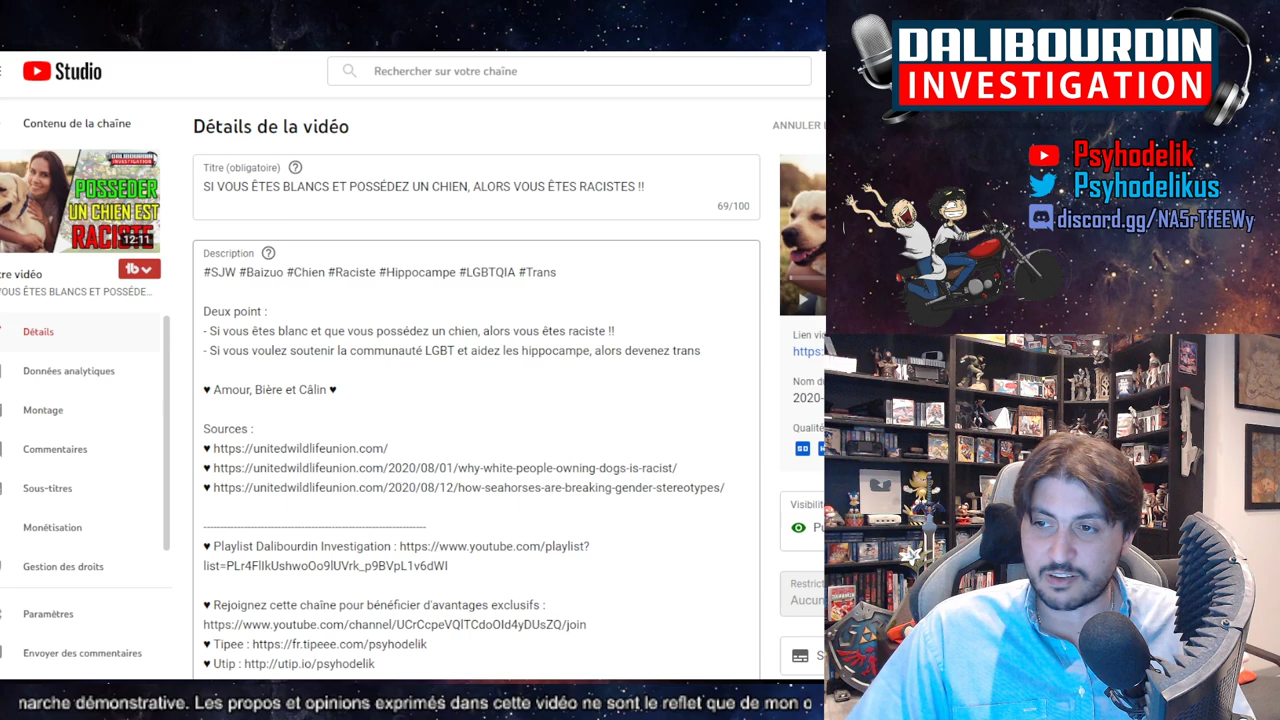 Studio
Rechercher sur votre chaîne
Contenu de la chaîne
DALIBOURDIN
INVESTIGATION
POSSEDER
UN CHIEN EST
RACISTE
12:11
tre vidéo
VOUS ÊTES BLANCS ET POSSÉDE...
Détails
Données analytiques
Montage
Commentaires
Sous-titres
Monétisation
Gestion des droits
Paramètres
Envoyer des commentaires
Détails de la vidéo
ANNULER
Titre (obligatoire)
SI VOUS ÊTES BLANCS ET POSSÉDEZ UN CHIEN, ALORS VOUS ÊTES RACISTES !!
69/100
Description
#SJW #Baizuo #Chien #Raciste #Hippocampe #LGBTQIA #Trans
Deux point :
- Si vous êtes blanc et que vous possédez un chien, alors vous êtes raciste !!
- Si vous voulez soutenir la communauté LGBT et aidez les hippocampe, alors devenez trans
♥ Amour, Bière et Câlin ♥
Sources :
♥ https://unitedwildlifeunion.com/
♥ https://unitedwildlifeunion.com/2020/08/01/why-white-people-owning-dogs-is-racist/
♥ https://unitedwildlifeunion.com/2020/08/12/how-seahorses-are-breaking-gender-stereotypes/
♥ Playlist Dalibourdin Investigation : https://www.youtube.com/playlist?
list=PLr4FlIkUshwoOo9lUVrk_p9BVpL1v6dWI
♥ Rejoignez cette chaîne pour bénéficier d'avantages exclusifs :
https://www.youtube.com/channel/UCrCcpeVQlTCdoOId4yDUsZQ/join
♥ Tipee : https://fr.tipeee.com/psyhodelik
♥ Utip : http://utip.io/psyhodelik
Lien vi
https:
Nom du
2020-
Qualit
SD
Visibilit
Pu
Restric
Aucun
S
DALIBOURDIN
INVESTIGATION
Psyhodelik
Psyhodelikus
discord.gg/NA5rTfEEWy
marche démonstrative. Les propos et opinions exprimés dans cette vidéo ne sont le reflet que de mon o